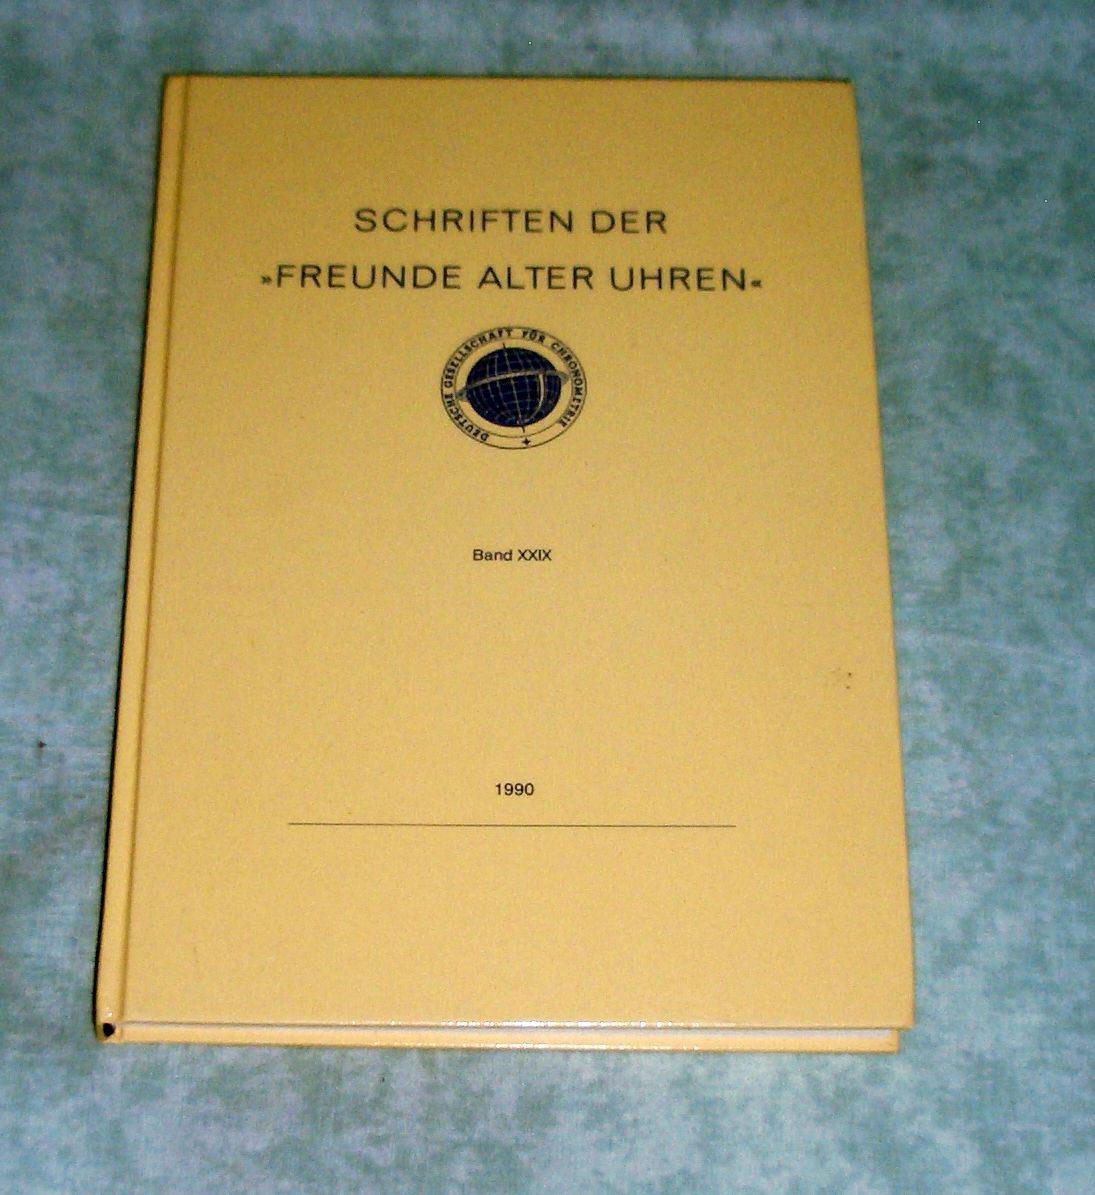 SCHRIFTEN DER
»FREUNDE ALTER UHREN«
DEUTSCHE GESELLSCHAFT FÜR CHRONOMETRIE
Band XXIX
1990